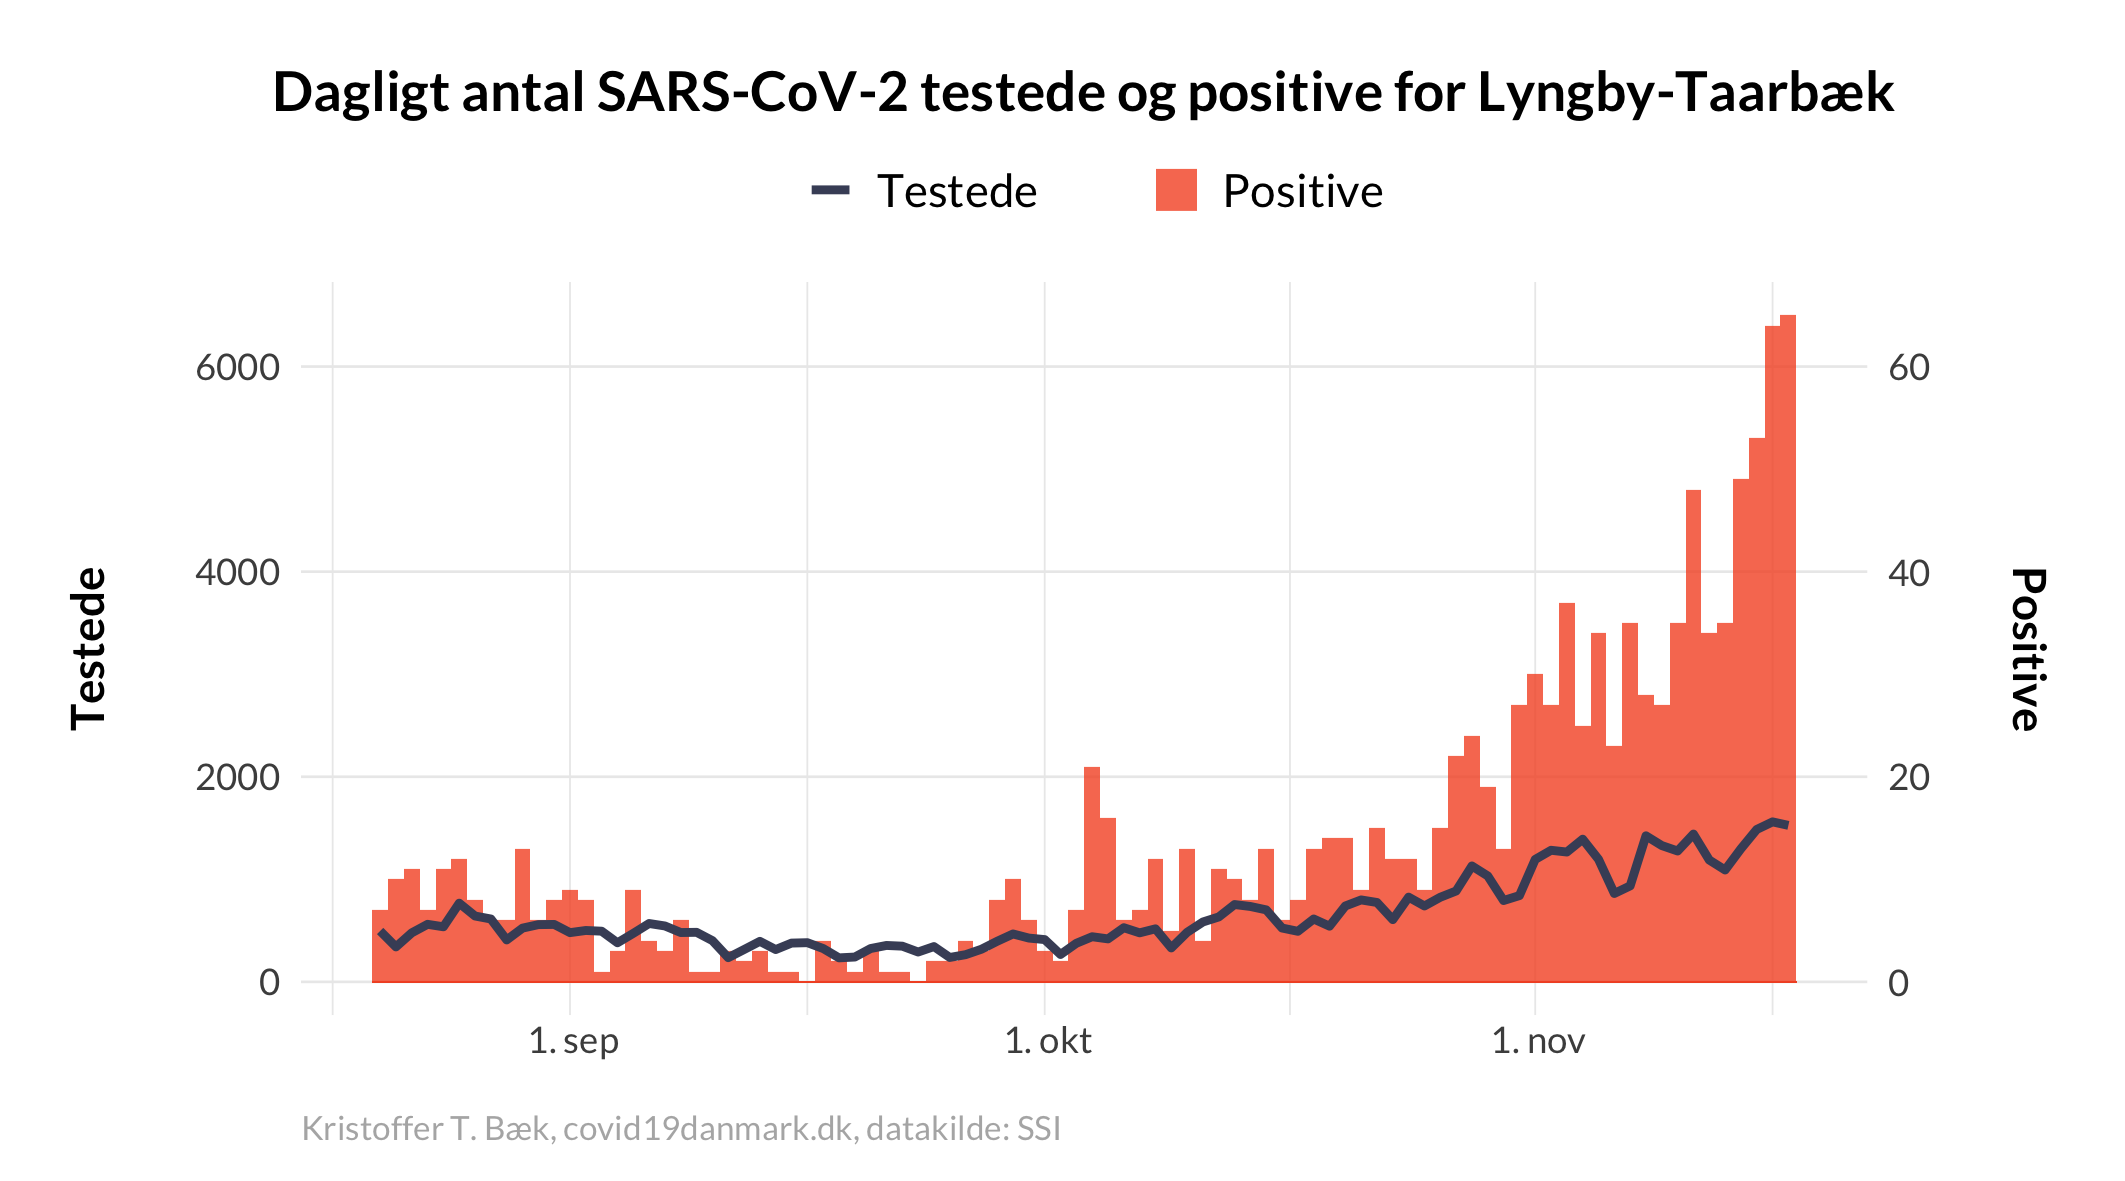 Dagligt antal SARS-CoV-2 testede og positive for Lyngby-Taarbæk
Testede
Positive
6000
4000
2000
0
60
40
20
0
Testede
Positive
1. sep
1. okt
1. nov
Kristoffer T. Bæk, covid19danmark.dk, datakilde: SSI